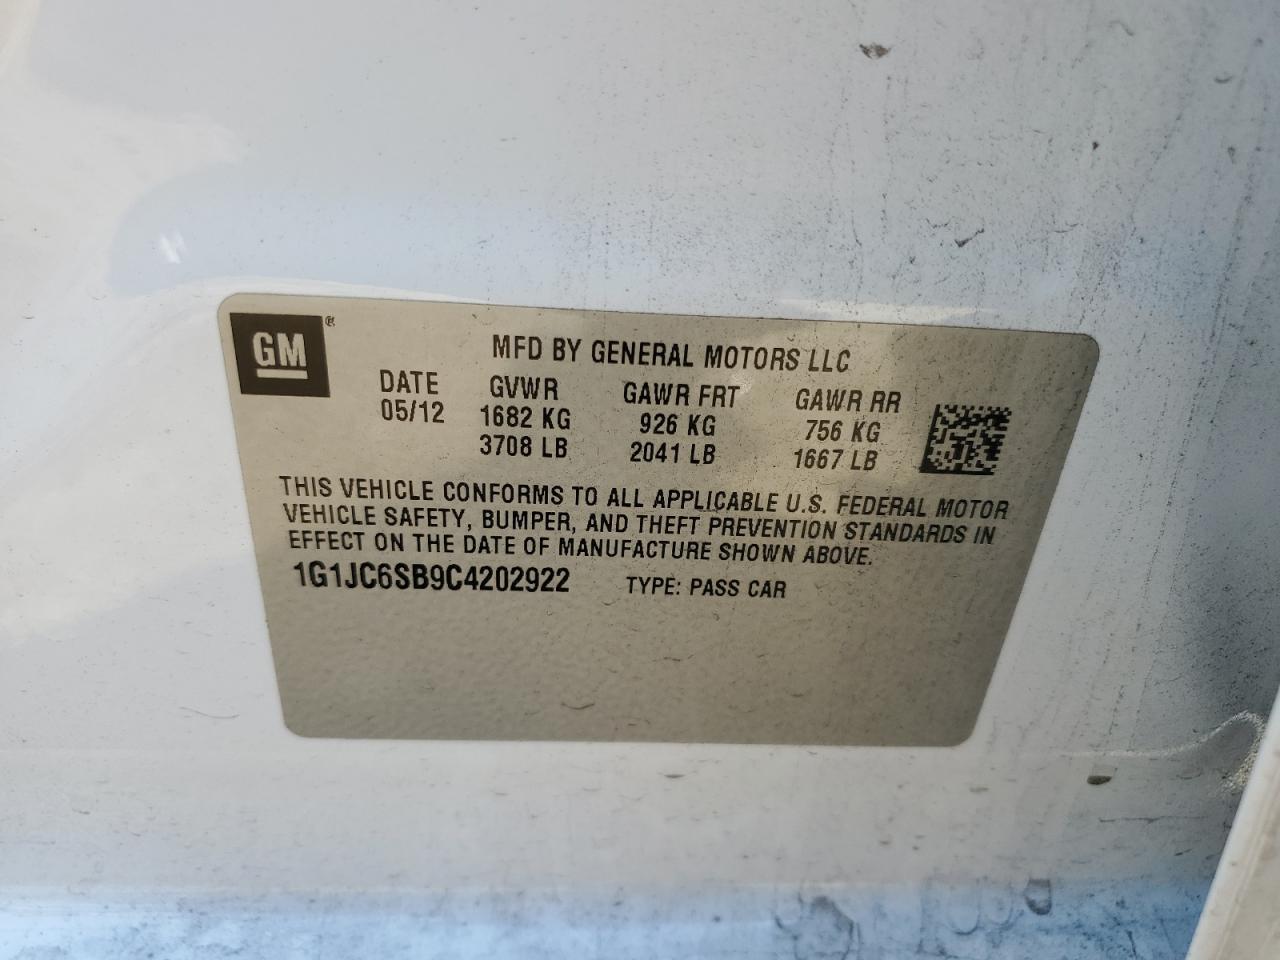 GM ®
MFD BY GENERAL MOTORS LLC
DATE GVWR GAWR FRT GAWR RR
05/12 1682 KG 926 KG 756 KG
3708 LB 2041 LB 1667 LB
THIS VEHICLE CONFORMS TO ALL APPLICABLE U.S. FEDERAL MOTOR
VEHICLE SAFETY, BUMPER, AND THEFT PREVENTION STANDARDS IN
EFFECT ON THE DATE OF MANUFACTURE SHOWN ABOVE.
1G1JC6SB9C4202922 TYPE: PASS CAR